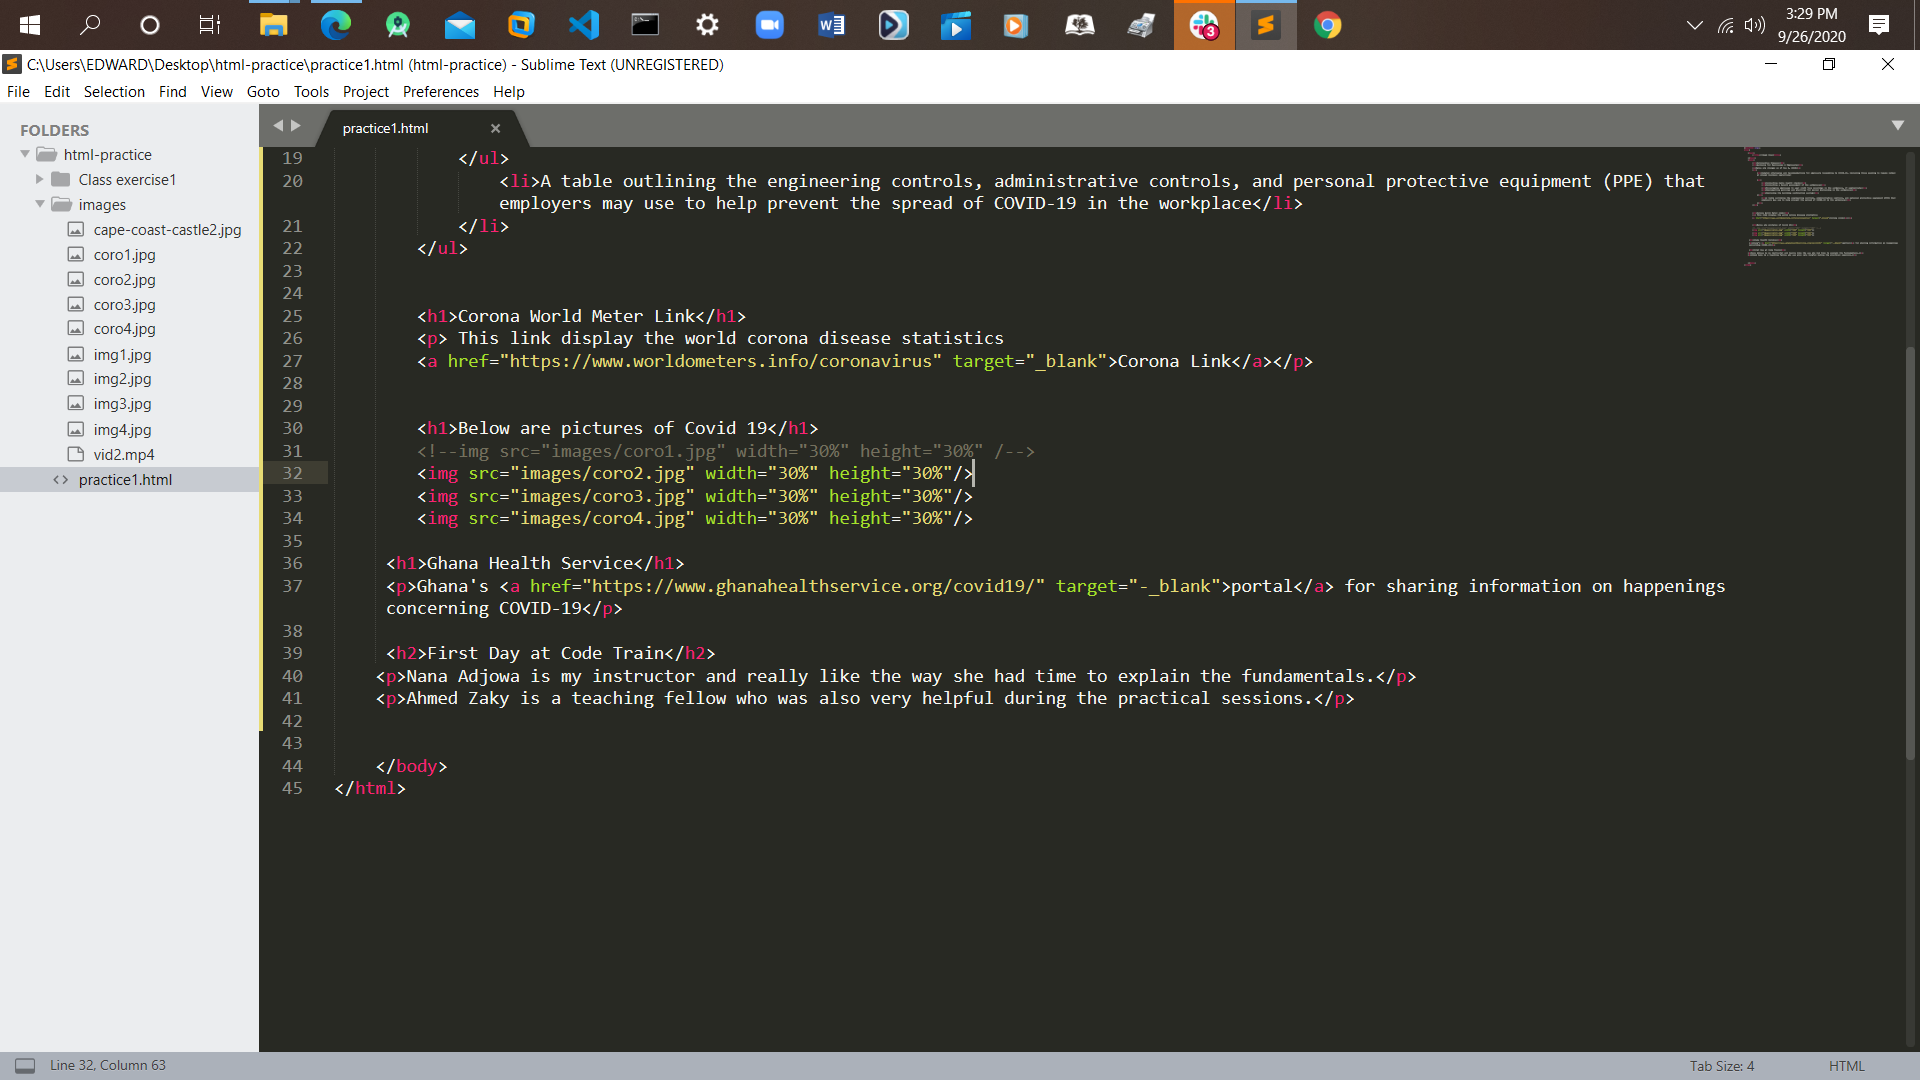 3:29 PM
9/26/2020
3
C:\Users\EDWARD\Desktop\html-practice\practice1.html (html-practice) - Sublime Text (UNREGISTERED)
File Edit Selection Find View Goto Tools Project Preferences Help
FOLDERS
html-practice
Class exercise1
images
cape-coast-castle2.jpg
coro1.jpg
coro2.jpg
coro3.jpg
coro4.jpg
img1.jpg
img2.jpg
img3.jpg
img4.jpg
vid2.mp4
practice1.html
practice1.html
19 </ul>
20 <li>A table outlining the engineering controls, administrative controls, and personal protective equipment (PPE) that
employers may use to help prevent the spread of COVID-19 in the workplace</li>
21 </li>
22 </ul>
23
24
25 <h1>Corona World Meter Link</h1>
26 <p> This link display the world corona disease statistics
27 <a href="https://www.worldometers.info/coronavirus" target="_blank">Corona Link</a></p>
28
29
30 <h1>Below are pictures of Covid 19</h1>
31 <!--img src="images/coro1.jpg" width="30%" height="30%" /-->
32 <img src="images/coro2.jpg" width="30%" height="30%"/>
33 <img src="images/coro3.jpg" width="30%" height="30%"/>
34 <img src="images/coro4.jpg" width="30%" height="30%"/>
35
36 <h1>Ghana Health Service</h1>
37 <p>Ghana's <a href="https://www.ghanahealthservice.org/covid19/" target="-_blank">portal</a> for sharing information on happenings
concerning COVID-19</p>
38
39 <h2>First Day at Code Train</h2>
40 <p>Nana Adjowa is my instructor and really like the way she had time to explain the fundamentals.</p>
41 <p>Ahmed Zaky is a teaching fellow who was also very helpful during the practical sessions.</p>
42
43
44 </body>
45 </html>
Line 32, Column 63
Tab Size: 4
HTML